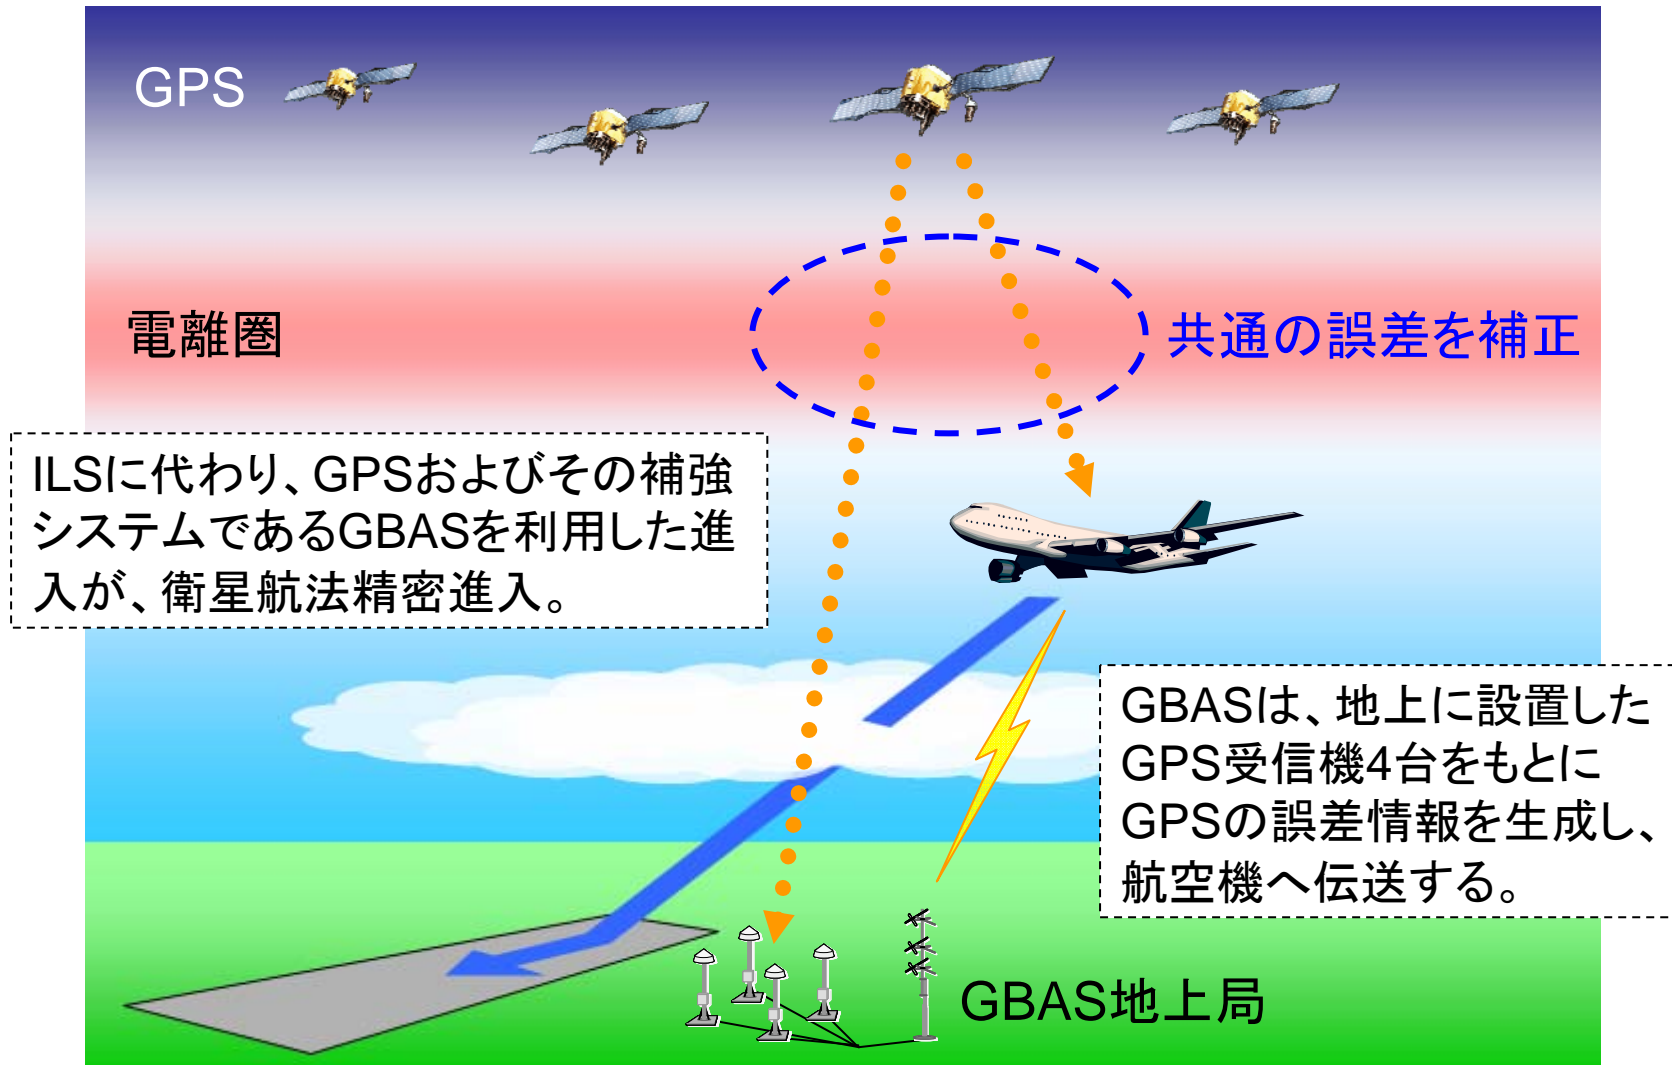 GPS
電離圏
共通の誤差を補正
ILSに代わり、GPSおよびその補強
システムであるGBASを利用した進
入が、衛星航法精密進入。
GBASは、地上に設置した
GPS受信機4台をもとに
GPSの誤差情報を生成し、
航空機へ伝送する。
GBAS地上局